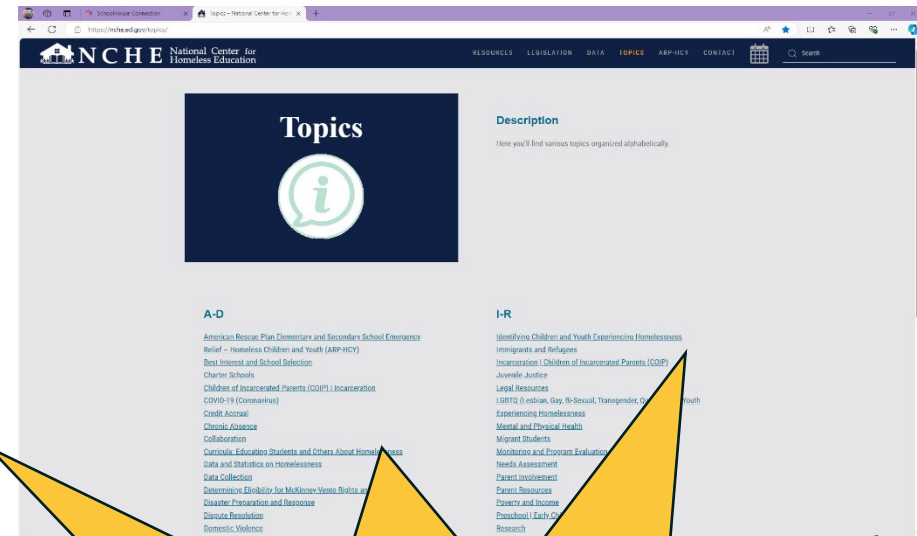 SchoolHouse Connection
Topics – National Center for Hom
https://nche.ed.gov/topics/
NCHE National Center for
Homeless Education
RESOURCES LEGISLATION DATA TOPICS ARP-HCY CONTACT
Search
Topics
i
Description
Here you'll find various topics organized alphabetically.
A-D
American Rescue Plan Elementary and Secondary School Emergency
Relief – Homeless Children and Youth (ARP-HCY)
Best Interest and School Selection
Charter Schools
Children of Incarcerated Parents (COIP) | Incarceration
COVID-19 (Coronavirus)
Credit Accrual
Chronic Absence
Collaboration
Curricula: Educating Students and Others About Homelessness
Data and Statistics on Homelessness
Data Collection
Determining Eligibility for McKinney-Vento Rights
Disaster Preparation and Response
Dispute Resolution
Domestic Violence
I-R
Identifying Children and Youth Experiencing Homelessness
Immigrants and Refugees
Incarceration | Children of Incarcerated Parents (COIP)
Juvenile Justice
Legal Resources
LGBTQ (Lesbian, Gay, Bi-Sexual, Transgender, Youth
Experiencing Homelessness
Mental and Physical Health
Migrant Students
Monitoring and Program Evaluation
Needs Assessment
Parent Involvement
Parent Resources
Poverty and Income
Preschool | Early
Research